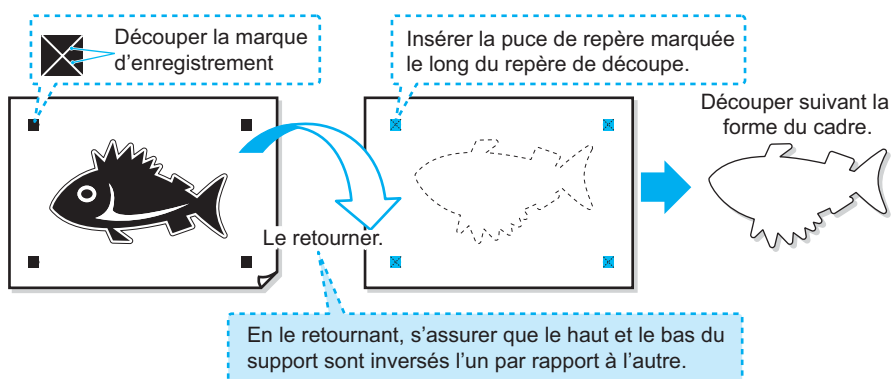 Découper la marque
d’enregistrement
Insérer la puce de repère marquée
le long du repère de découpe.
Découper suivant la
forme du cadre.
Le retourner.
En le retournant, s’assurer que le haut et le bas du
support sont inversés l’un par rapport à l’autre.